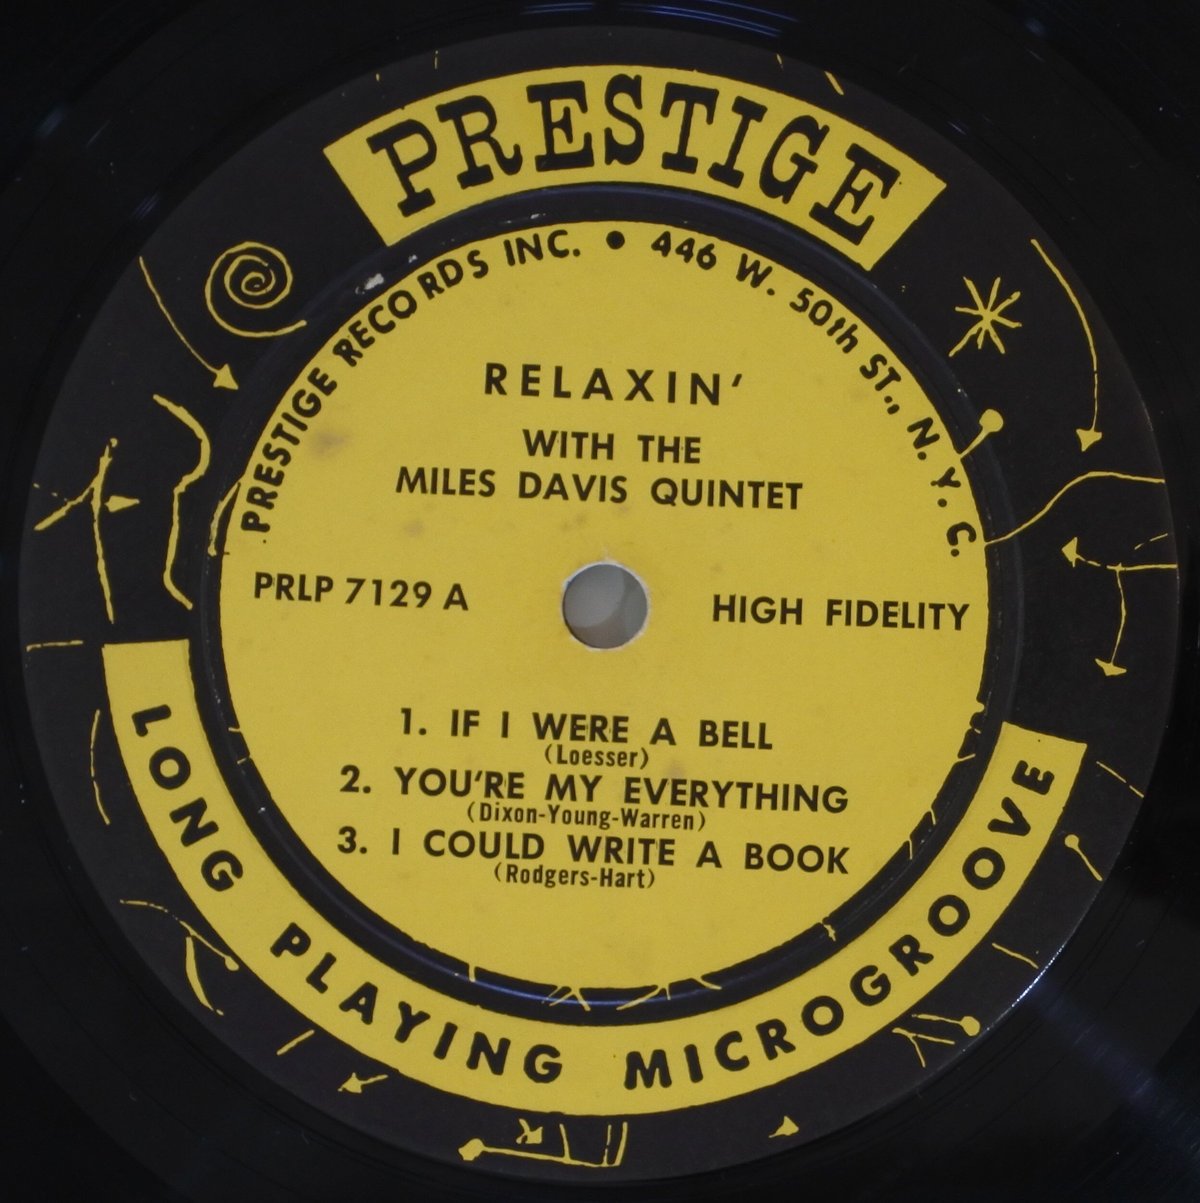 PRESTIGE
PRESTIGE RECORDS INC. • 446 W. 50th ST., N.Y.C.
RELAXIN'
WITH THE
MILES DAVIS QUINTET
PRLP 7129 A
HIGH FIDELITY
1. IF I WERE A BELL
(Loesser)
2. YOU'RE MY EVERYTHING
(Dixon-Young-Warren)
3. I COULD WRITE A BOOK
(Rodgers-Hart)
LONG PLAYING MICROGROOVE